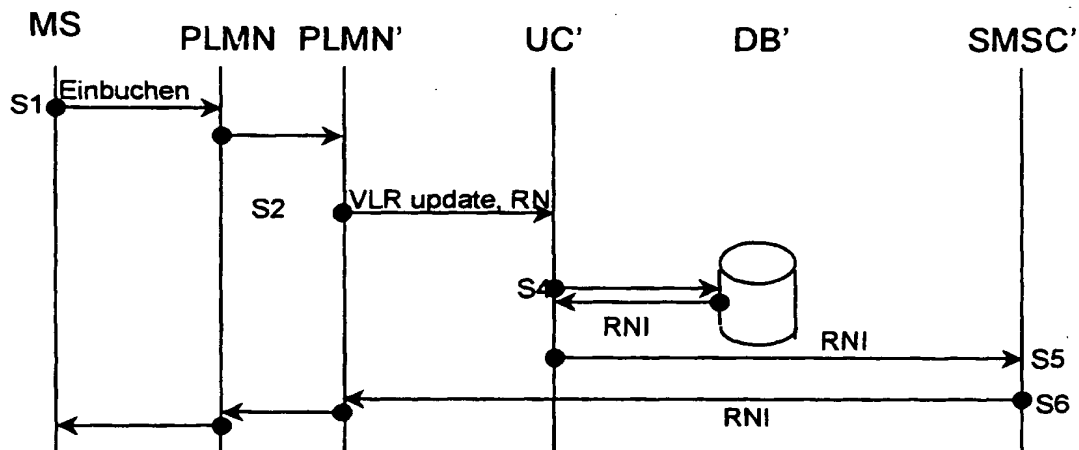 MS
PLMN PLMN' UC' DB' SMSC'
S1 Einbuchen
S2 VLR update, RN
S4
RNI
RNI
S5
S6
RNI